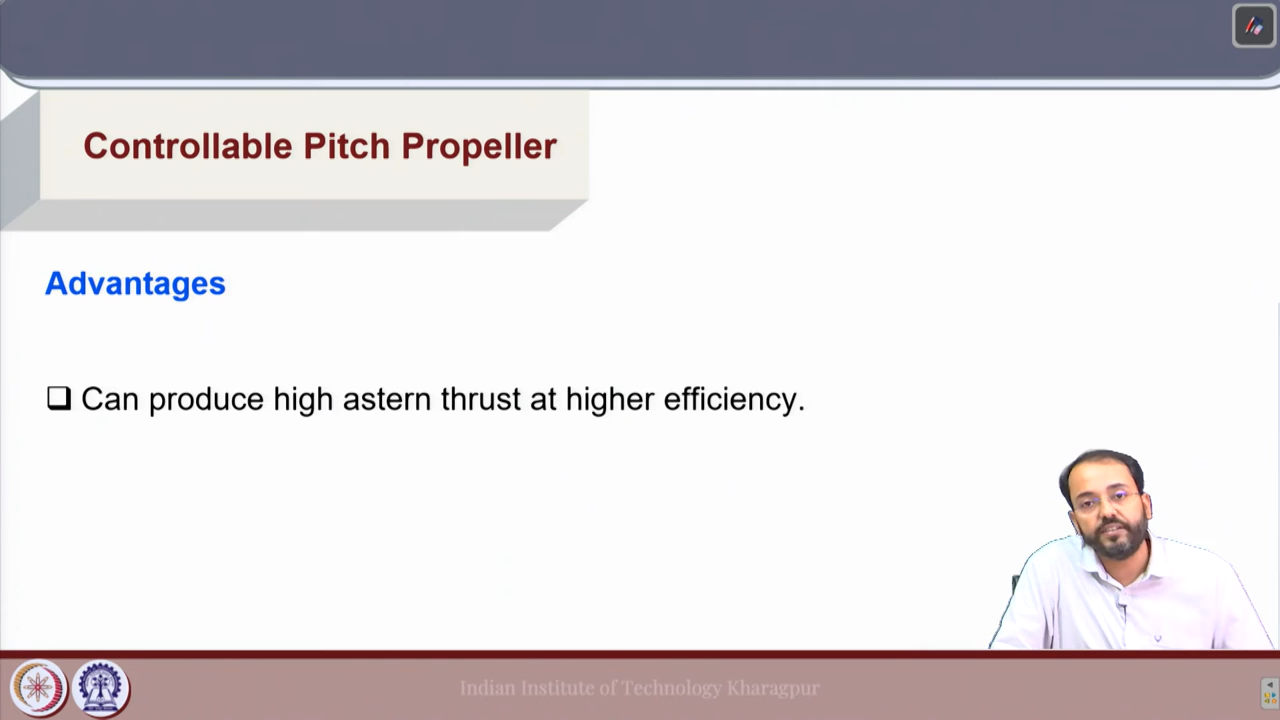 Controllable Pitch Propeller
Advantages
❑ Can produce high astern thrust at higher efficiency.
Indian Institute of Technology Kharagpur